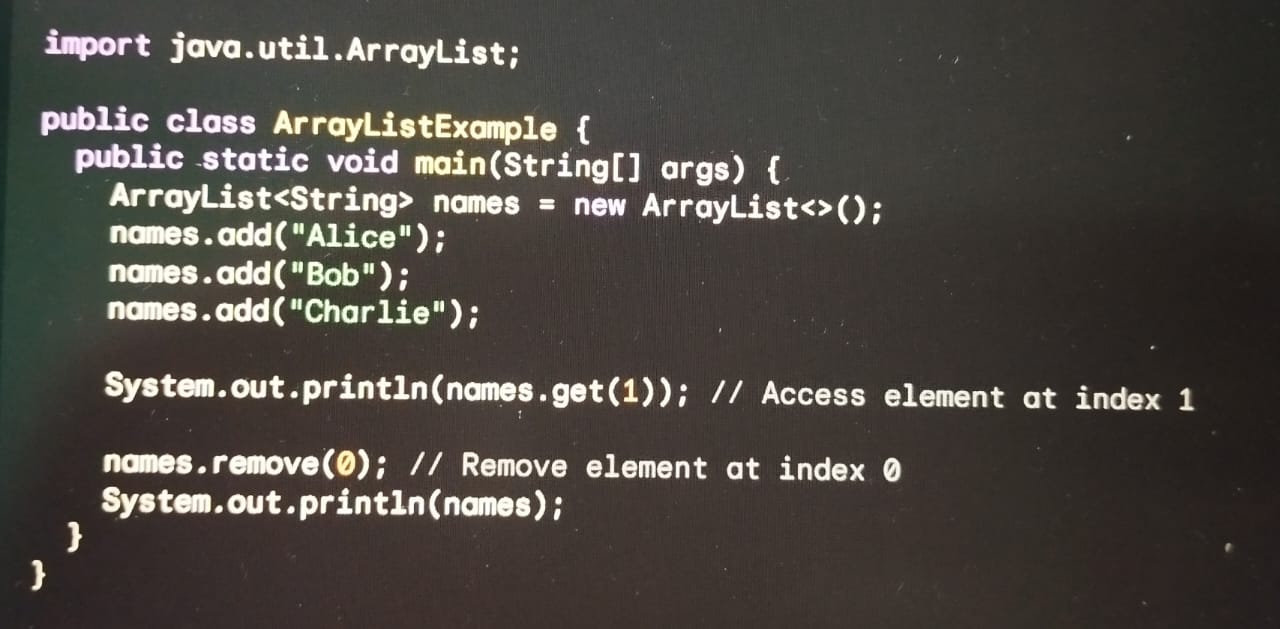 import java.util.ArrayList;
public class ArrayListExample {
public static void main(String[] args) {
ArrayList<String> names = new ArrayList<>();
names.add("Alice");
names.add("Bob");
names.add("Charlie");
System.out.println(names.get(1)); // Access element at index 1
names.remove(0); // Remove element at index 0
System.out.println(names);
}
}